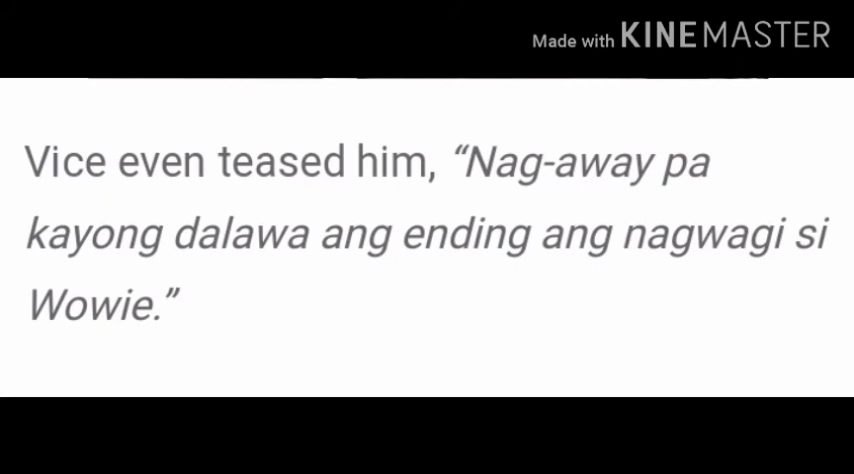 Made with KINEMASTER
Vice even teased him, “Nag-away pa
kayong dalawa ang ending ang nagwagi si
Wowie.”